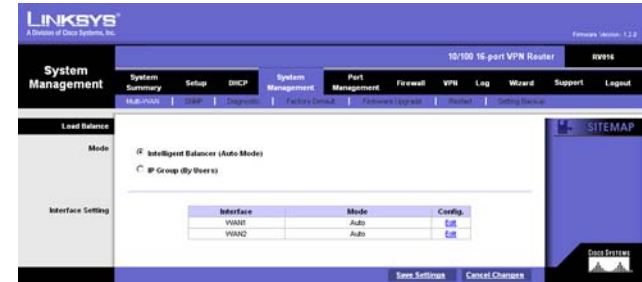 LINKSYS®
A Division of Cisco Systems, Inc.
Firmware Version: 1.2.0
10/100 16-port VPN Router RV016
System Management
System Summary Setup DHCP System Management Port Management Firewall VPN Log Wizard Support Logout
Multi-WAN | SNMP | Diagnostic | Factory Default | Firmware Upgrade | Restart | Setting Backup
Load Balance
SITEMAP
Mode
Intelligent Balancer (Auto Mode)
IP Group (By Users)
Interface Setting
Interface Mode Config.
WAN1 Auto Edit
WAN2 Auto Edit
CISCO SYSTEMS
Save Settings Cancel Changes